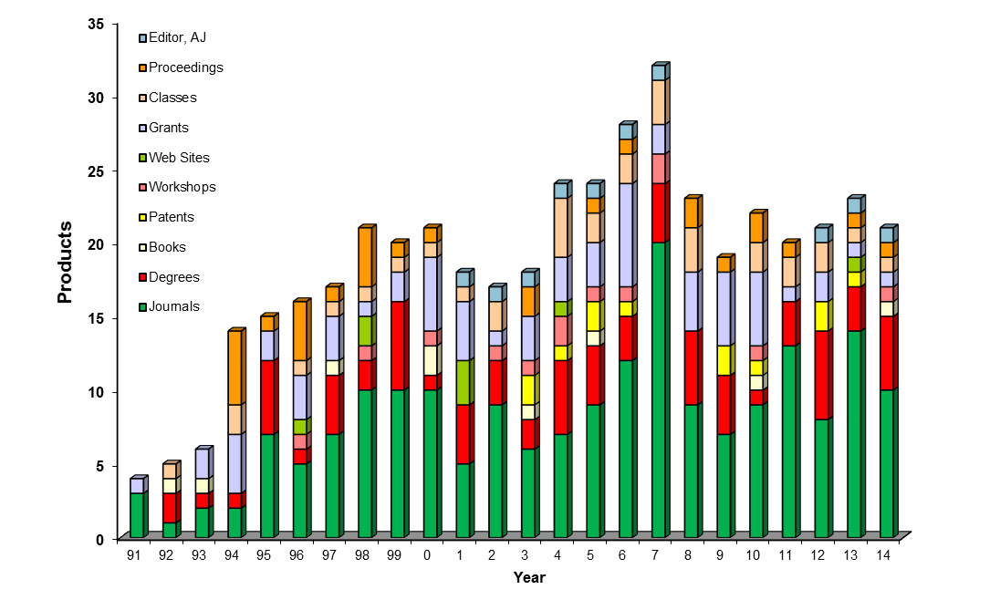 35
30
25
20
15
10
5
0
Products
Editor, AJ
Proceedings
Classes
Grants
Web Sites
Workshops
Patents
Books
Degrees
Journals
91 92 93 94 95 96 97 98 99 0 1 2 3 4 5 6 7 8 9 10 11 12 13 14
Year